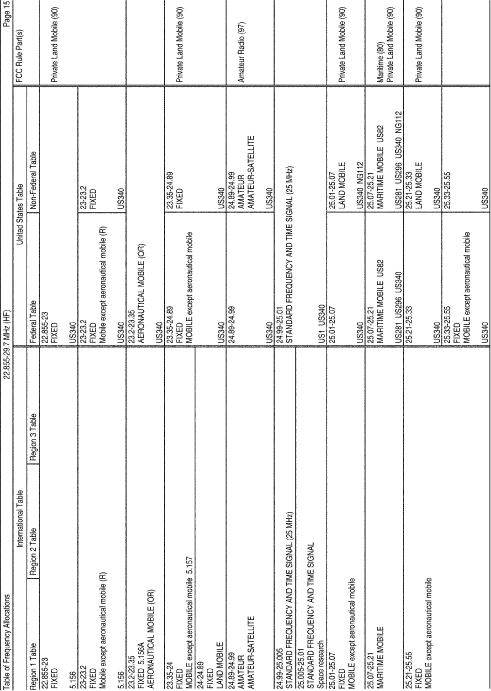 Table of Frequency Allocations 22.855-29.7 MHz (HF) Page 15
International Table United States Table FCC Rule Part(s)
Region 1 Table Region 2 Table Region 3 Table Federal Table Non-Federal Table
22.855-23
FIXED
5.156
22.855-23
FIXED
US340
Private Land Mobile (90)
23-23.2
FIXED
Mobile except aeronautical mobile (R)
5.156
23-23.2
FIXED
Mobile except aeronautical mobile (R)
US340
23-23.2
FIXED
US340
23.2-23.35
FIXED 5.156A
AERONAUTICAL MOBILE (OR)
23.2-23.35
AERONAUTICAL MOBILE (OR)
US340
23.35-24
FIXED
MOBILE except aeronautical mobile 5.157
24-24.89
FIXED
LAND MOBILE
23.35-24.89
FIXED
MOBILE except aeronautical mobile
US340
23.35-24.89
FIXED
US340
Private Land Mobile (90)
24.89-24.99
AMATEUR
AMATEUR-SATELLITE
24.89-24.99
US340
24.89-24.99
AMATEUR
AMATEUR-SATELLITE
US340
Amateur Radio (97)
24.99-25.005
STANDARD FREQUENCY AND TIME SIGNAL (25 MHz)
25.005-25.01
STANDARD FREQUENCY AND TIME SIGNAL
Space research
24.99-25.01
STANDARD FREQUENCY AND TIME SIGNAL (25 MHz)
US1 US340
25.01-25.07
FIXED
MOBILE except aeronautical mobile
25.01-25.07
US340
25.01-25.07
LAND MOBILE
US340 NG112
Private Land Mobile (90)
25.07-25.21
MARITIME MOBILE
25.07-25.21
MARITIME MOBILE US82
US281 US296 US340
25.07-25.21
MARITIME MOBILE US82
US281 US296 US340 NG112
Maritime (80)
Private Land Mobile (90)
25.21-25.55
FIXED
MOBILE except aeronautical mobile
25.21-25.33
US340
25.21-25.33
LAND MOBILE
US340
Private Land Mobile (90)
25.33-25.55
FIXED
MOBILE except aeronautical mobile
US340
25.33-25.55
US340